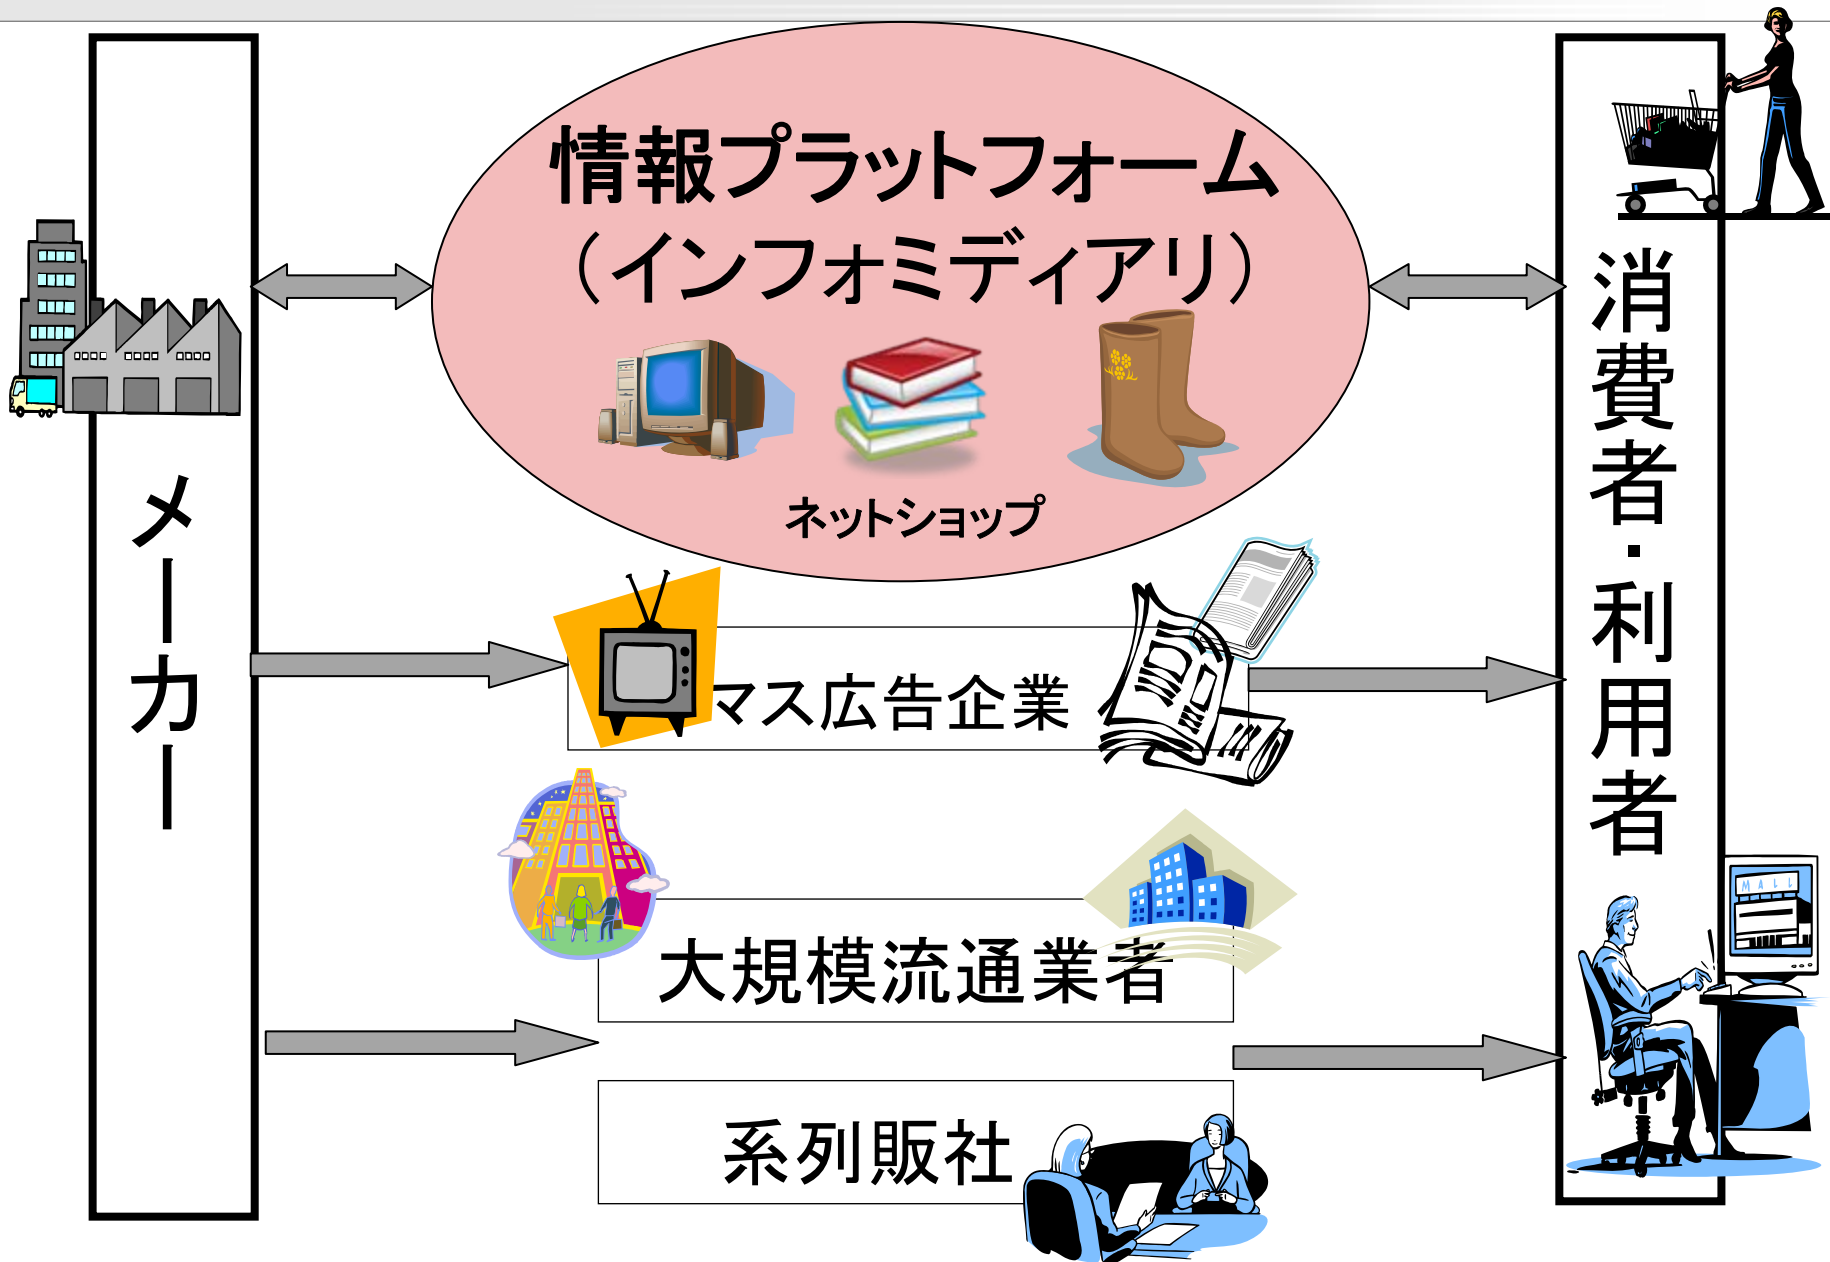 情報プラットフォーム
（インフォミディアリ）
ネットショップ
メーカー
消費者・利用者
マス広告企業
大規模流通業者
系列販社
MALL